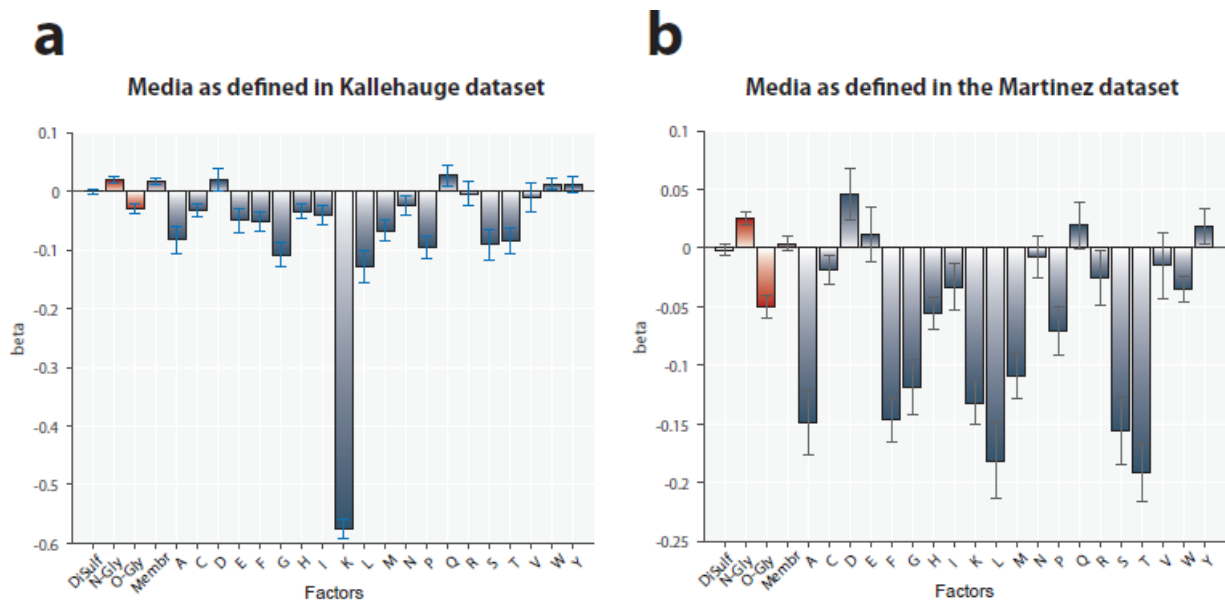 a
Media as defined in Kallehauge dataset
0.1
0
-0.1
-0.2
-0.3
-0.4
-0.5
-0.6
beta
DiSulf N-Gly O-Gly Membr A C D E F G H I K L M N P Q R S T V W Y
Factors
b
Media as defined in the Martinez dataset
0.1
0.05
0
-0.05
-0.1
-0.15
-0.2
-0.25
beta
DiSulf N-Gly O-Gly Membr A C D E F G H I K L M N P Q R S T V W Y
Factors